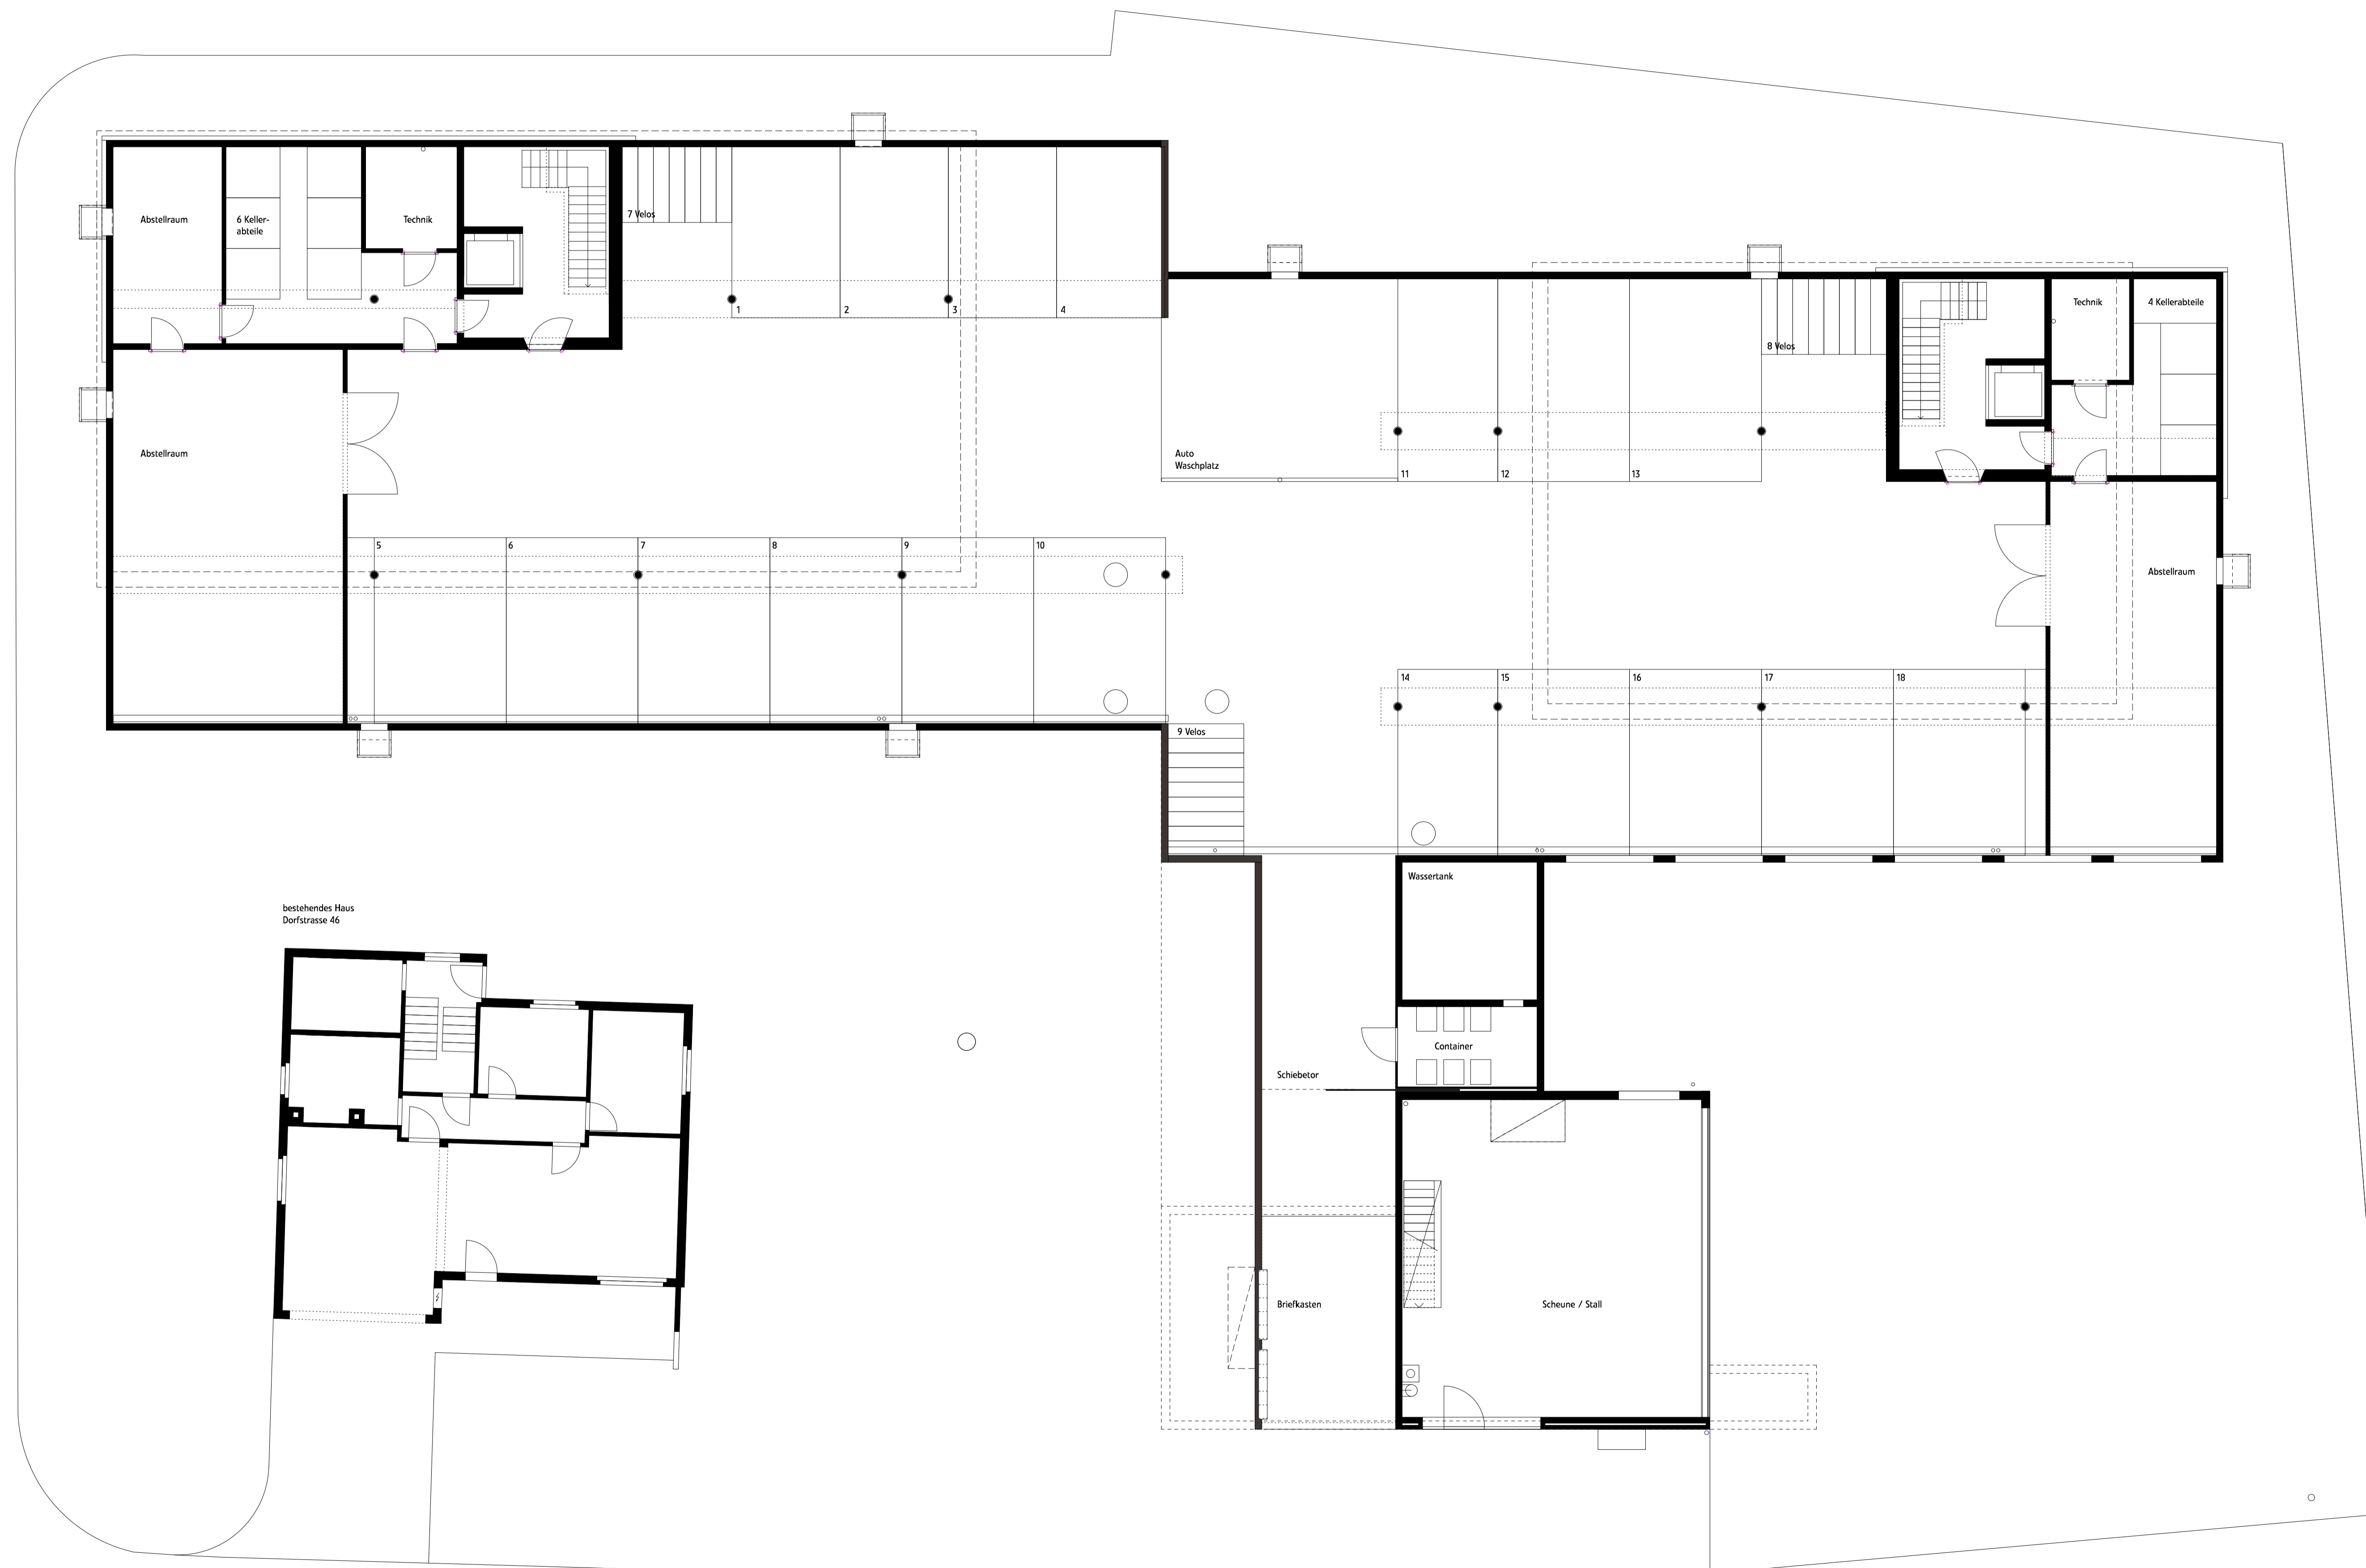 Abstellraum
6 Keller-
abteile
Technik
7 Velos
1
2
3
4
Technik
4 Kellerabteile
8 Velos
Abstellraum
Auto
Waschplatz
11
12
13
5
6
7
8
9
10
Abstellraum
14
15
16
17
18
9 Velos
Wassertank
bestehendes Haus
Dorfstrasse 46
Container
Schiebetor
Briefkasten
Scheune / Stall